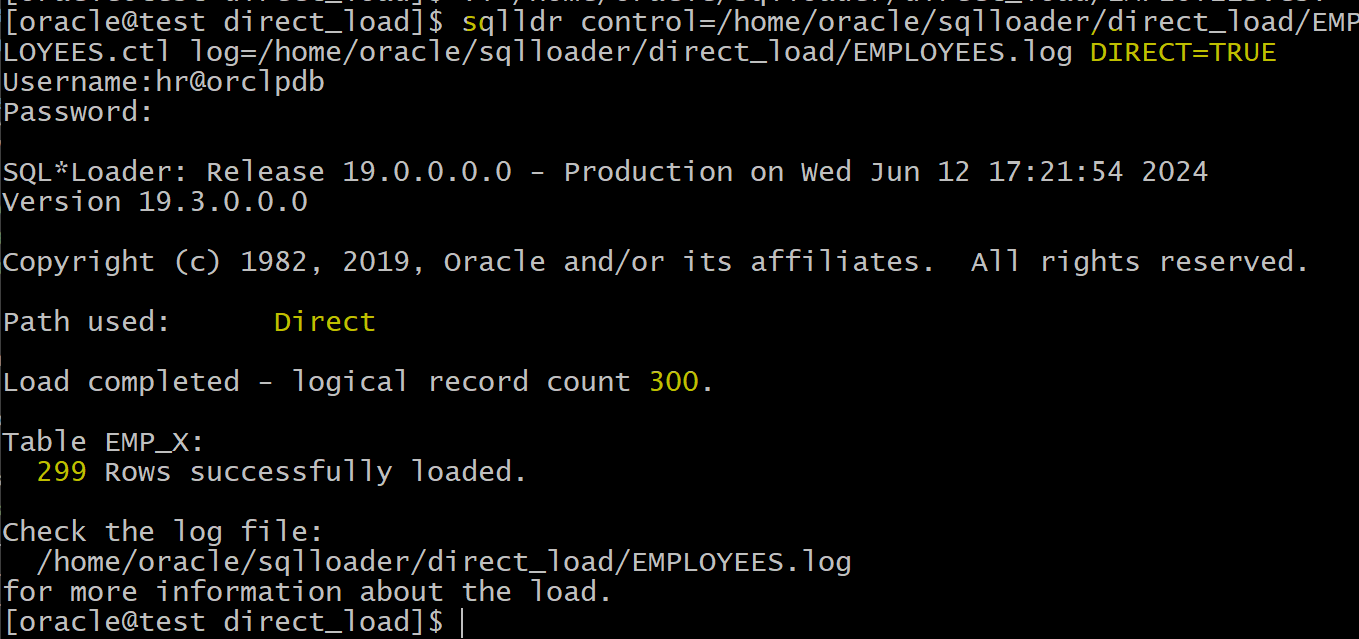 [oracle@test direct_load]$ sqlldr control=/home/oracle/sqlloader/direct_load/EMP
LOYEES.ctl log=/home/oracle/sqlloader/direct_load/EMPLOYEES.log DIRECT=TRUE
Username:hr@orclpdb
Password:
SQL*Loader: Release 19.0.0.0.0 - Production on Wed Jun 12 17:21:54 2024
Version 19.3.0.0.0
Copyright (c) 1982, 2019, Oracle and/or its affiliates.  All rights reserved.
Path used:      Direct
Load completed - logical record count 300.
Table EMP_X:
  299 Rows successfully loaded.
Check the log file:
  /home/oracle/sqlloader/direct_load/EMPLOYEES.log
for more information about the load.
[oracle@test direct_load]$